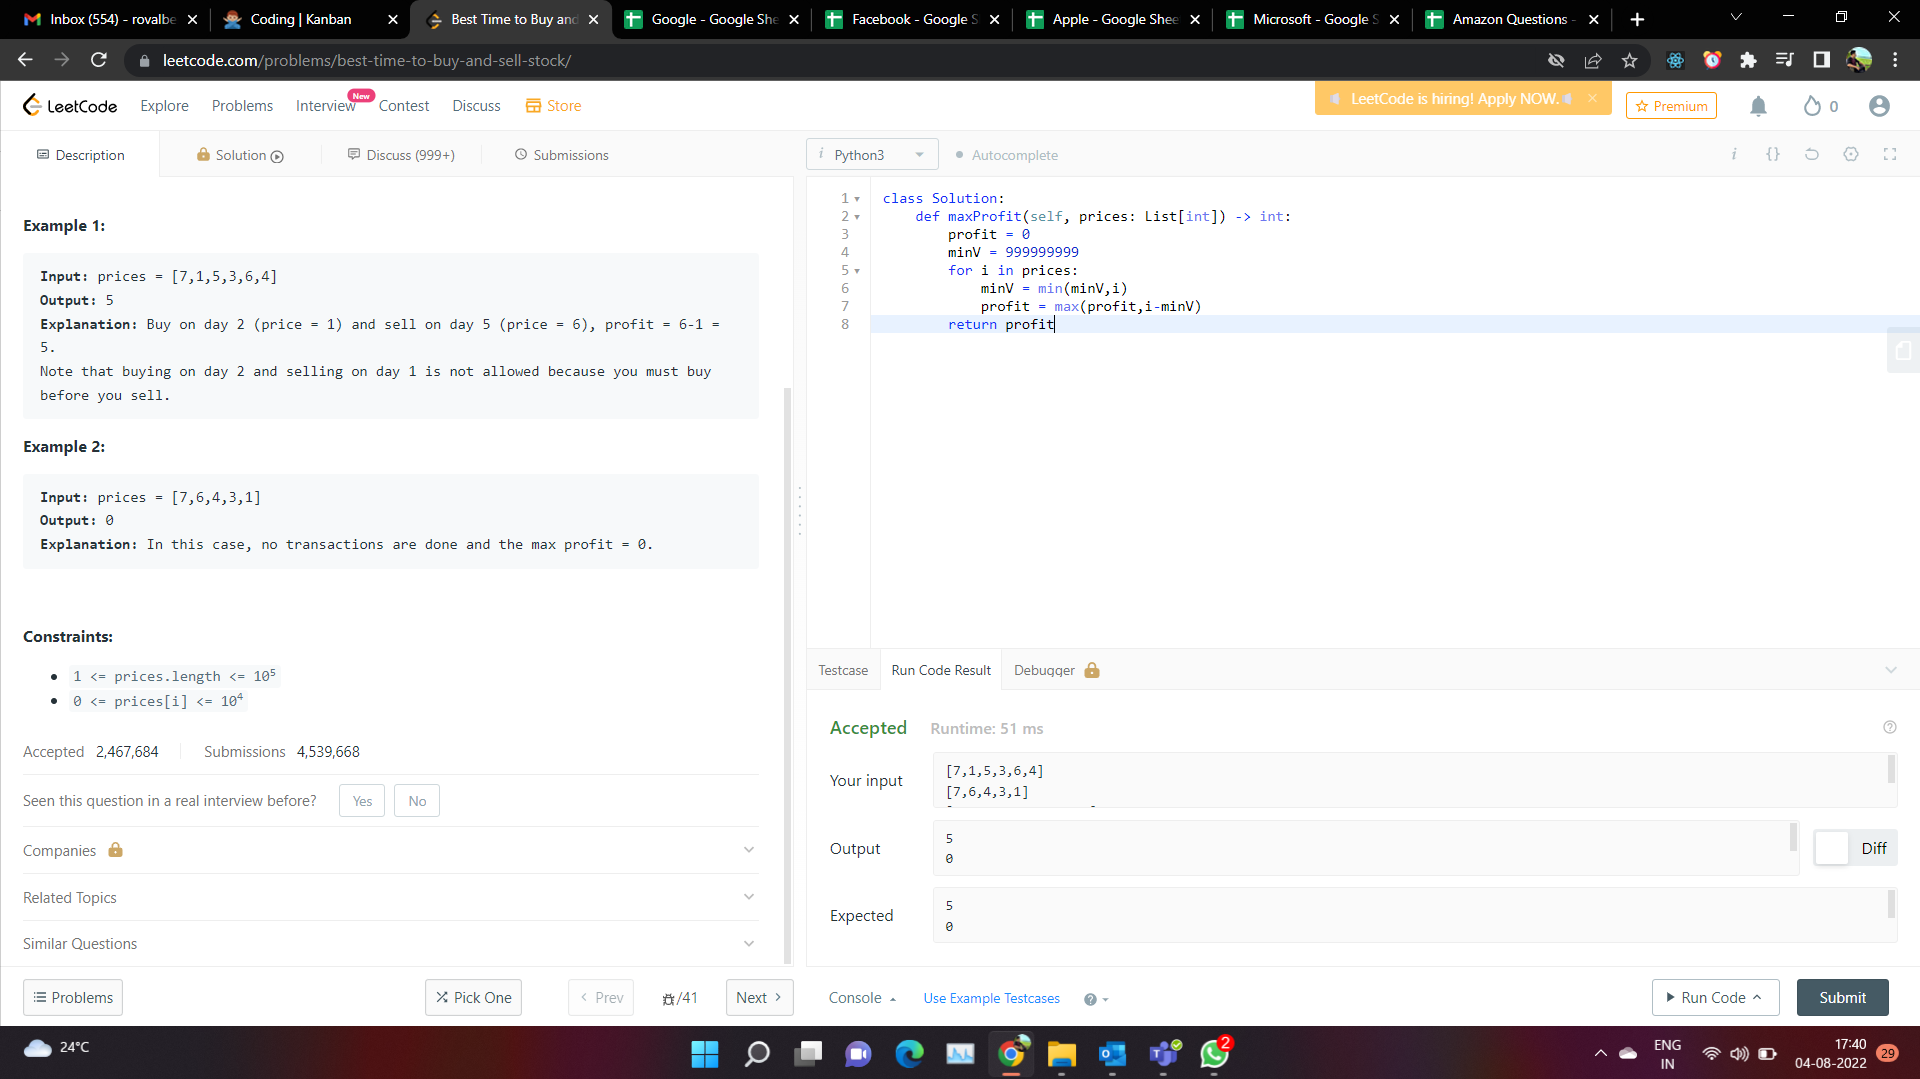 Inbox (554) - rovalbe
Coding | Kanban
Best Time to Buy and
Google - Google She
Facebook - Google S
Apple - Google Shee
Microsoft - Google S
Amazon Questions -
leetcode.com/problems/best-time-to-buy-and-sell-stock/
LeetCode
Explore
Problems
Interview
New
Contest
Discuss
Store
LeetCode is hiring! Apply NOW.
Premium
0
Description
Solution
Discuss (999+)
Submissions
Python3
Autocomplete
Example 1:
Input: prices = [7,1,5,3,6,4]
Output: 5
Explanation: Buy on day 2 (price = 1) and sell on day 5 (price = 6), profit = 6-1 =
5.
Note that buying on day 2 and selling on day 1 is not allowed because you must buy
before you sell.
Example 2:
Input: prices = [7,6,4,3,1]
Output: 0
Explanation: In this case, no transactions are done and the max profit = 0.
Constraints:
1 <= prices.length <= 10⁵
0 <= prices[i] <= 10⁴
Accepted 2,467,684 Submissions 4,539,668
Seen this question in a real interview before? Yes No
Companies
Related Topics
Similar Questions
Problems
Pick One
Prev
/41
Next
1 class Solution:
2 def maxProfit(self, prices: List[int]) -> int:
3 profit = 0
4 minV = 999999999
5 for i in prices:
6 minV = min(minV,i)
7 profit = max(profit,i-minV)
8 return profit
Testcase
Run Code Result
Debugger
Accepted Runtime: 51 ms
Your input
[7,1,5,3,6,4]
[7,6,4,3,1]
Output
5
0
Diff
Expected
5
0
Console
Use Example Testcases
Run Code
Submit
24°C
2
ENG
IN
17:40
04-08-2022
29